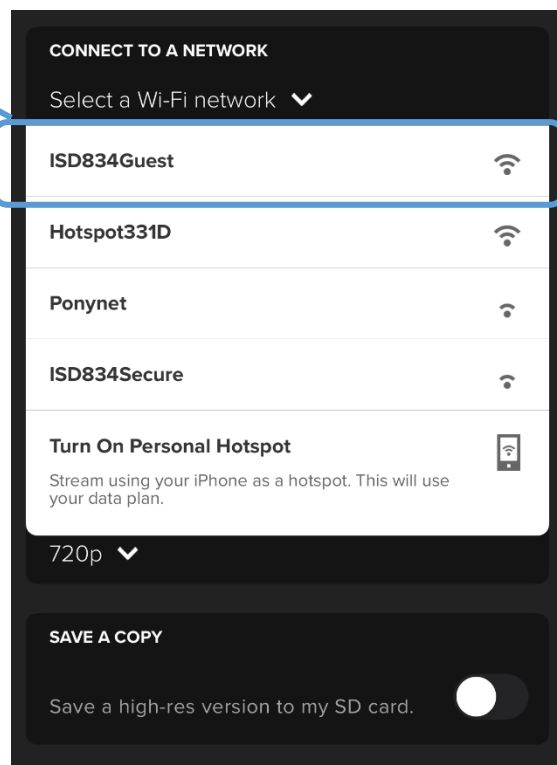 CONNECT TO A NETWORK
Select a Wi-Fi network
ISD834Guest
Hotspot331D
Ponynet
ISD834Secure
Turn On Personal Hotspot
Stream using your iPhone as a hotspot. This will use
your data plan.
720p
SAVE A COPY
Save a high-res version to my SD card.